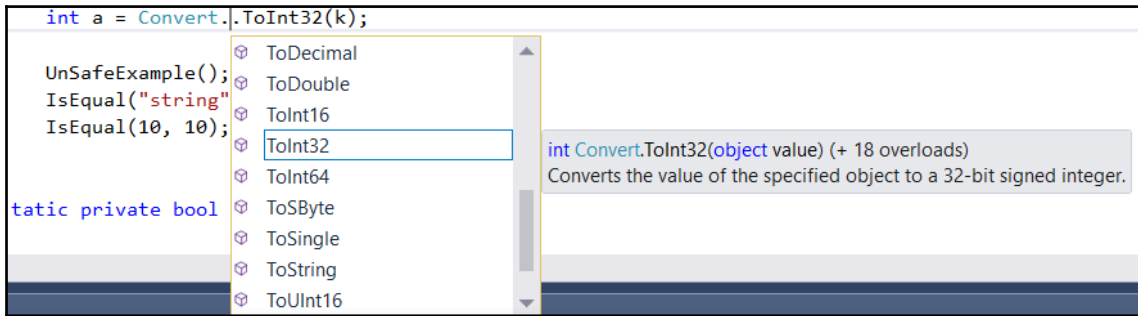 int a = Convert..ToInt32(k);
UnSafeExample();
IsEqual("string"
IsEqual(10, 10);
tatic private bool
ToDecimal
ToDouble
ToInt16
ToInt32
ToInt64
ToSByte
ToSingle
ToString
ToUInt16
int Convert.ToInt32(object value) (+ 18 overloads)
Converts the value of the specified object to a 32-bit signed integer.